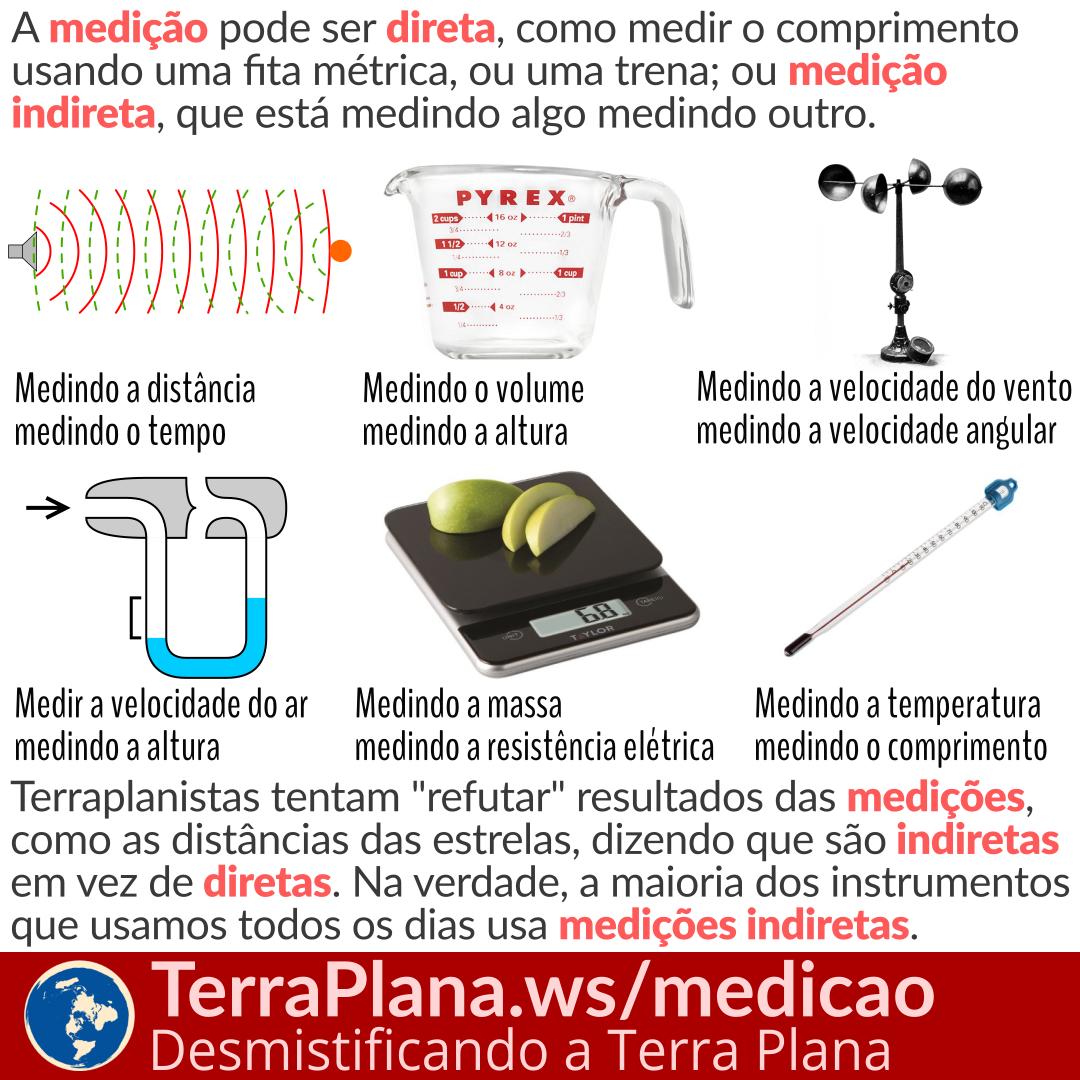 A medição pode ser direta, como medir o comprimento
usando uma fita métrica, ou uma trena; ou medição
indireta, que está medindo algo medindo outro.
PYREX®
2 cups 16 oz 1 pint
3/4 2/3
1 1/2 12 oz
1/4 1/3
1 cup 8 oz 1 cup
3/4 2/3
1/2 4 oz
1/4 1/3
Medindo a distância
medindo o tempo
Medindo o volume
medindo a altura
Medindo a velocidade do vento
medindo a velocidade angular
68
UNIT
TAYLOR
Medir a velocidade do ar
medindo a altura
Medindo a massa
medindo a resistência elétrica
Medindo a temperatura
medindo o comprimento
Terraplanistas tentam "refutar" resultados das medições,
como as distâncias das estrelas, dizendo que são indiretas
em vez de diretas. Na verdade, a maioria dos instrumentos
que usamos todos os dias usa medições indiretas.
TerraPlana.ws/medicao
Desmistificando a Terra Plana